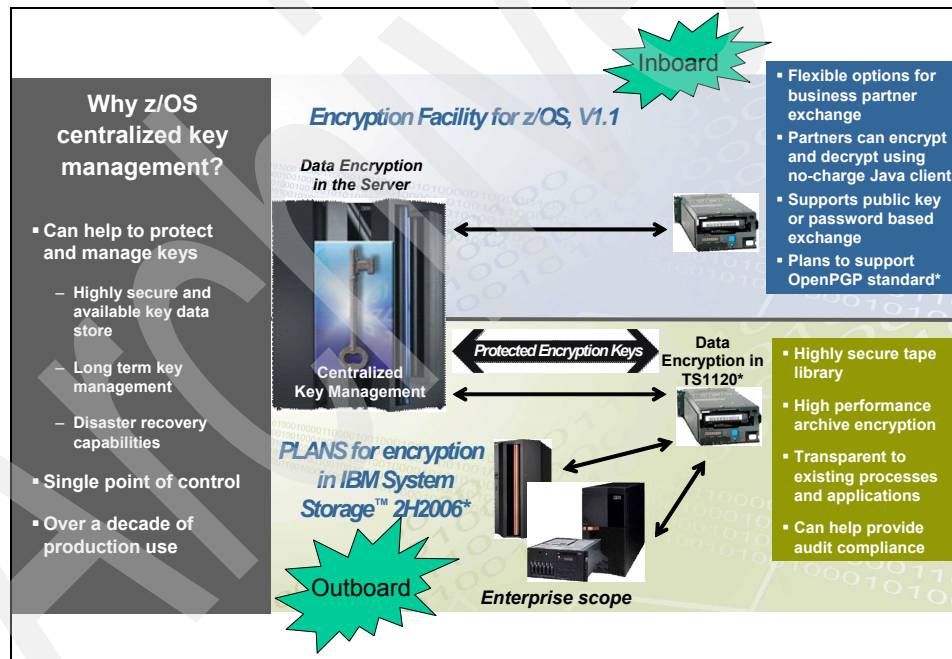 Why z/OS
centralized key
management?
▪ Can help to protect
and manage keys
– Highly secure and
available key data
store
– Long term key
management
– Disaster recovery
capabilities
▪ Single point of control
▪ Over a decade of
production use
Inboard
Encryption Facility for z/OS, V1.1
Data Encryption
in the Server
Centralized
Key Management
▪ Flexible options for
business partner
exchange
▪ Partners can encrypt
and decrypt using
no-charge Java client
▪ Supports public key
or password based
exchange
▪ Plans to support
OpenPGP standard*
Protected Encryption Keys
Data
Encryption in
TS1120*
PLANS for encryption
in IBM System
Storage™ 2H2006*
Outboard
Enterprise scope
▪ Highly secure tape
library
▪ High performance
archive encryption
▪ Transparent to
existing processes
and applications
▪ Can help provide
audit compliance